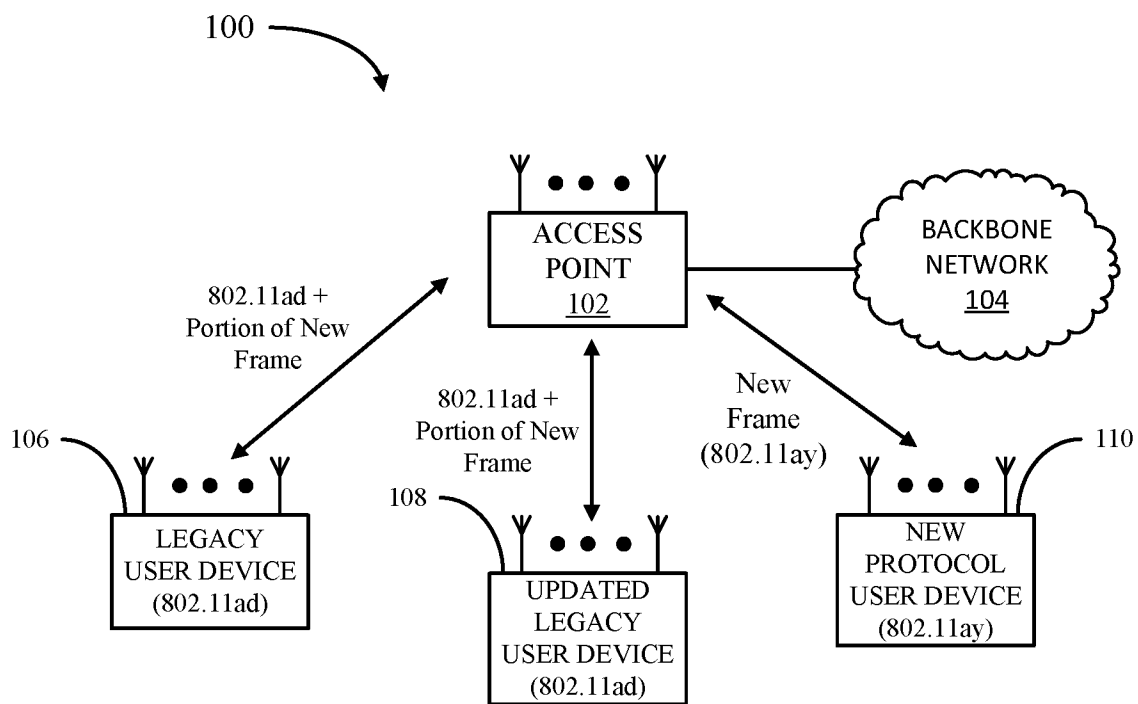 100
ACCESS
POINT
102
BACKBONE
NETWORK
104
802.11ad +
Portion of New
Frame
802.11ad +
Portion of New
Frame
New
Frame
(802.11ay)
106
LEGACY
USER DEVICE
(802.11ad)
108
UPDATED
LEGACY
USER DEVICE
(802.11ad)
110
NEW
PROTOCOL
USER DEVICE
(802.11ay)